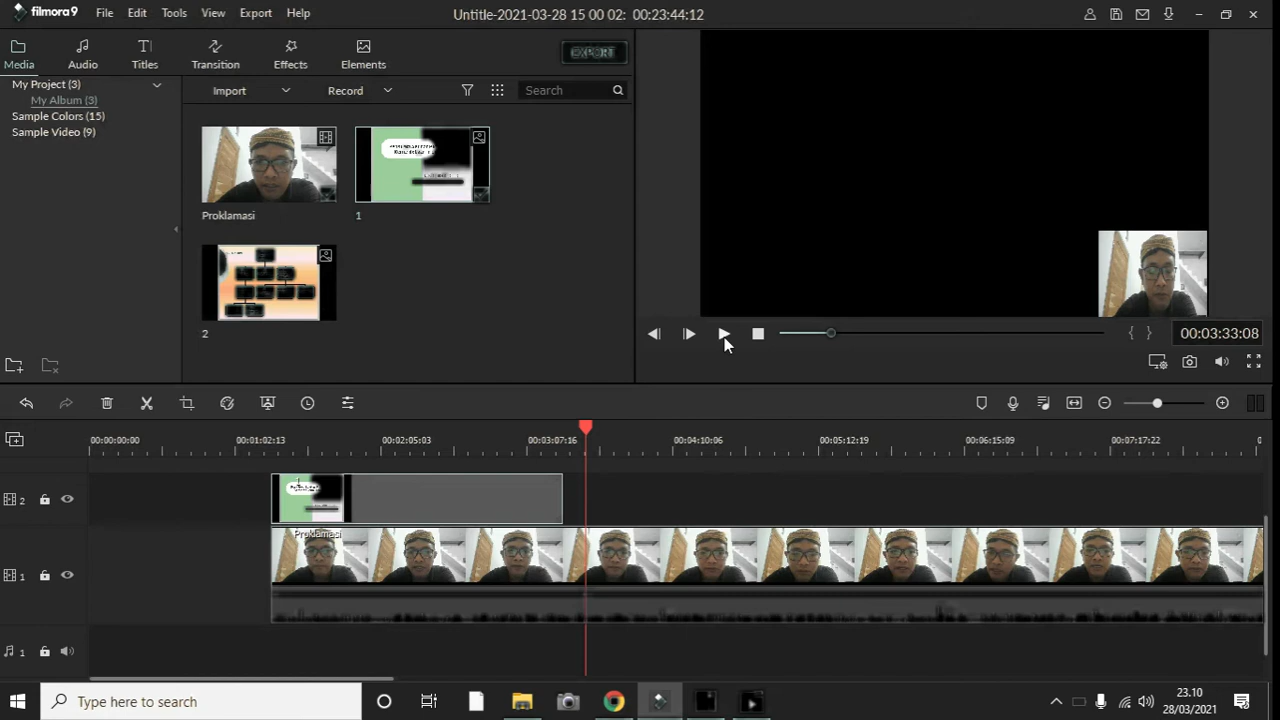 filmora 9 File Edit Tools View Export Help Untitle-2021-03-28 15 00 02: 00:23:44:12
Media Audio Titles Transition Effects Elements EXPORT
My Project (3)
My Album (3)
Sample Colors (15)
Sample Video (9)
Import Record Search
Proklamasi 1
2
00:03:33:08
00:00:00:00 00:01:02:13 00:02:05:03 00:03:07:16 00:04:10:06 00:05:12:19 00:06:15:09 00:07:17:22 0
2
Proklamasi
1
1
Type here to search
23.10
28/03/2021